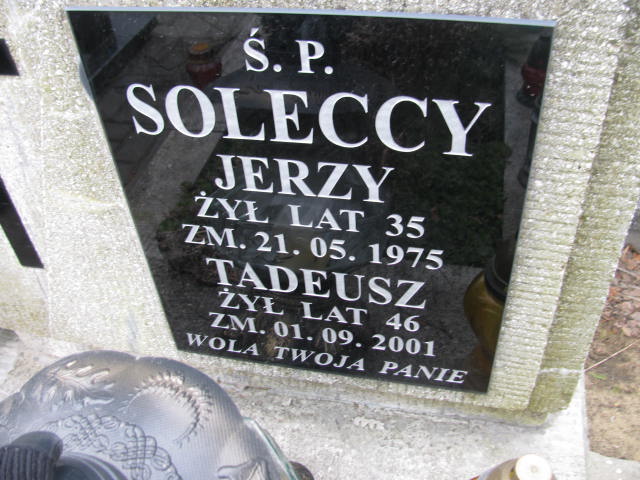 Ś. P.
SOLECCY
JERZY
ŻYŁ LAT 35
ZM. 21. 05. 1975
TADEUSZ
ŻYŁ LAT 46
ZM. 01. 09. 2001
WOLA TWOJA PANIE